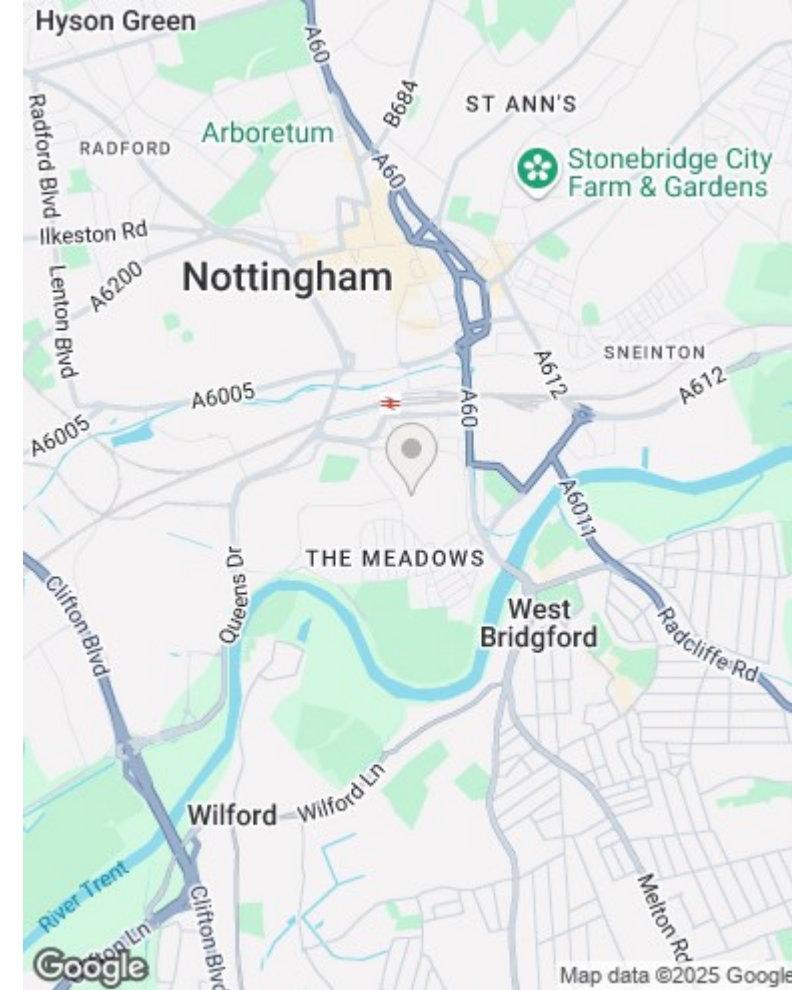 Hyson Green
A60
B684
ST ANN'S
Radford Blvd
RADFORD
Arboretum
A60
Stonebridge City
Farm & Gardens
Ilkeston Rd
A6200
Nottingham
Lenton Blvd
SNEINTON
A612
A612
A6005
A60
A6005
A6011
THE MEADOWS
Queens Dr
Clifton Blvd
West
Bridgford
Radcliffe Rd
Wilford Ln
Wilford
River Trent
Clifton Blvd
Melton Rd
Google
Map data ©2025 Google